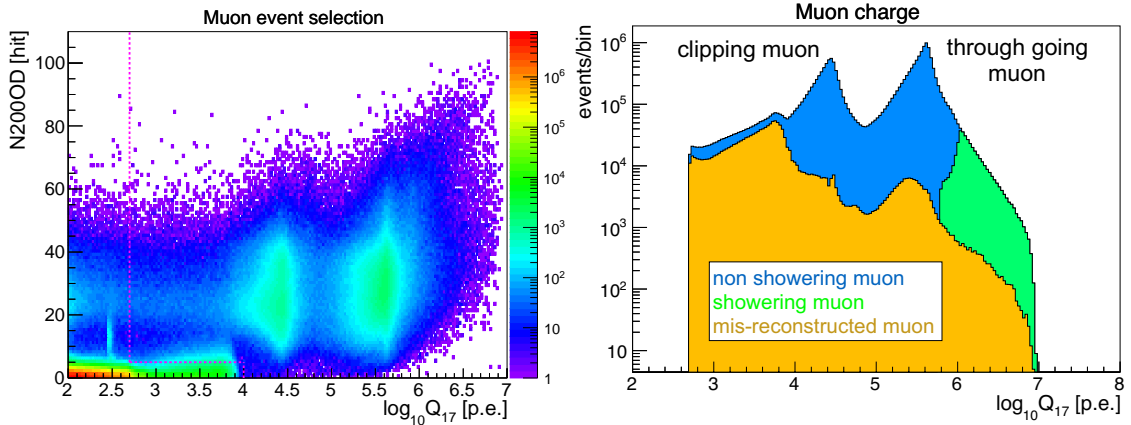 Muon event selection
N200OD [hit]
100
80
60
40
20
0
2 2.5 3 3.5 4 4.5 5 5.5 6 6.5 7
log10Q17 [p.e.]
10^6
10^5
10^4
10^3
10^2
10
1
Muon charge
events/bin
10^6
10^5
10^4
10^3
10^2
10
clipping muon
through going
muon
non showering muon
showering muon
mis-reconstructed muon
2 3 4 5 6 7 8
log10Q17 [p.e.]